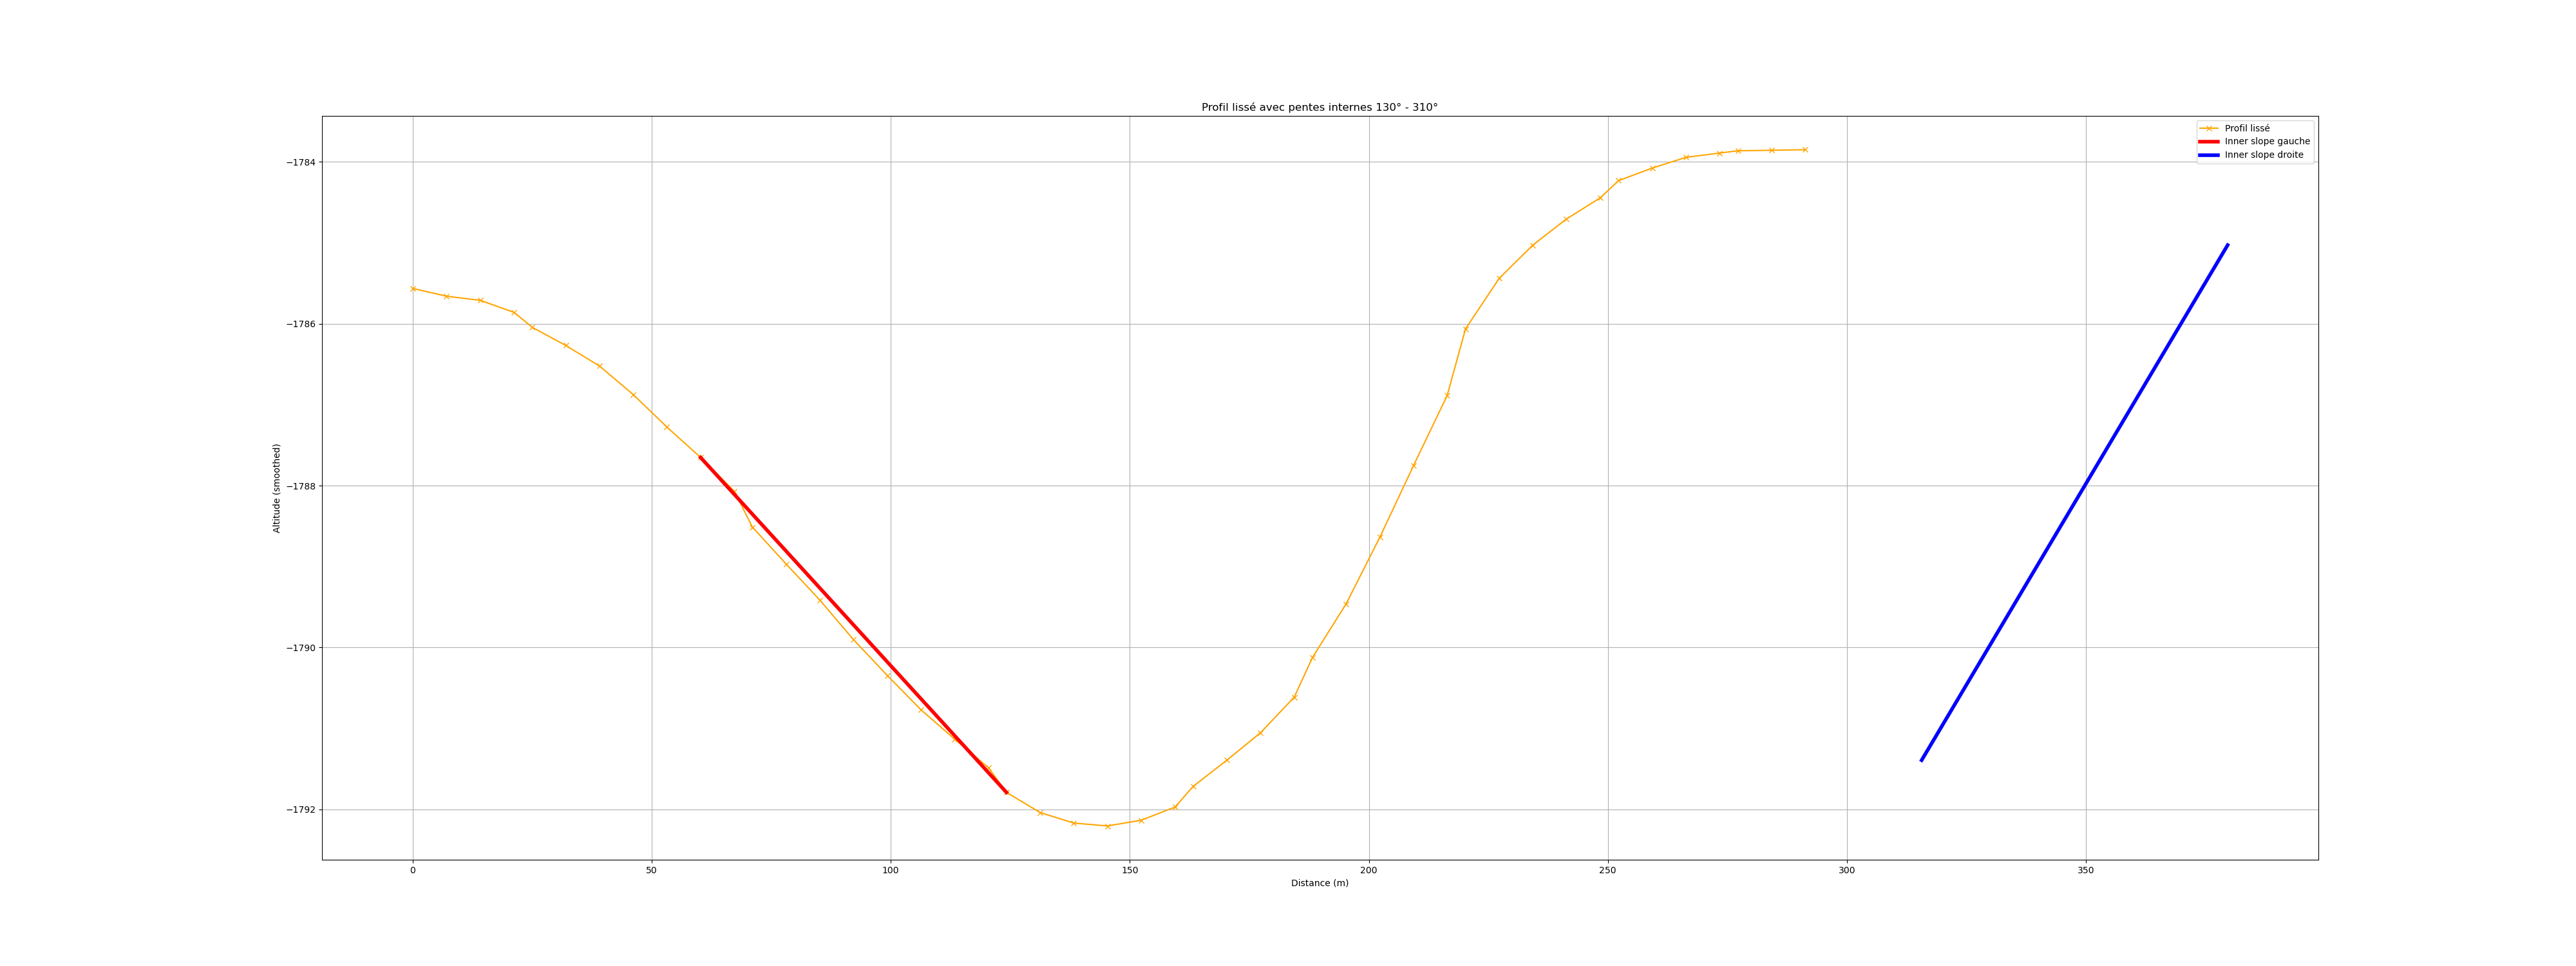 Profil lissé avec pentes internes 130° - 310°
Profil lissé
Inner slope gauche
Inner slope droite
−1784
−1786
−1788
−1790
−1792
Altitude (smoothed)
0
50
100
150
200
250
300
350
Distance (m)